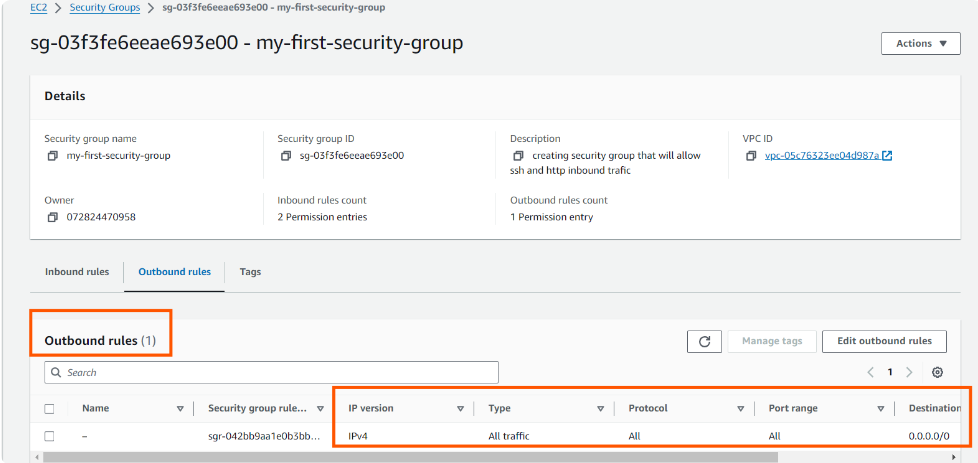 EC2 > Security Groups > sg-03f3fe6eeae693e00 - my-first-security-group
sg-03f3fe6eeae693e00 - my-first-security-group
Actions
Details
Security group name
my-first-security-group
Security group ID
sg-03f3fe6eeae693e00
Description
creating security group that will allow
ssh and http inbound trafic
VPC ID
vpc-05c76323ee04d987a
Owner
072824470958
Inbound rules count
2 Permission entries
Outbound rules count
1 Permission entry
Inbound rules Outbound rules Tags
Outbound rules (1)
Manage tags Edit outbound rules
Search
1
Name Security group rule... IP version Type Protocol Port range Destination
– sgr-042bb9aa1e0b3bb... IPv4 All traffic All All 0.0.0.0/0